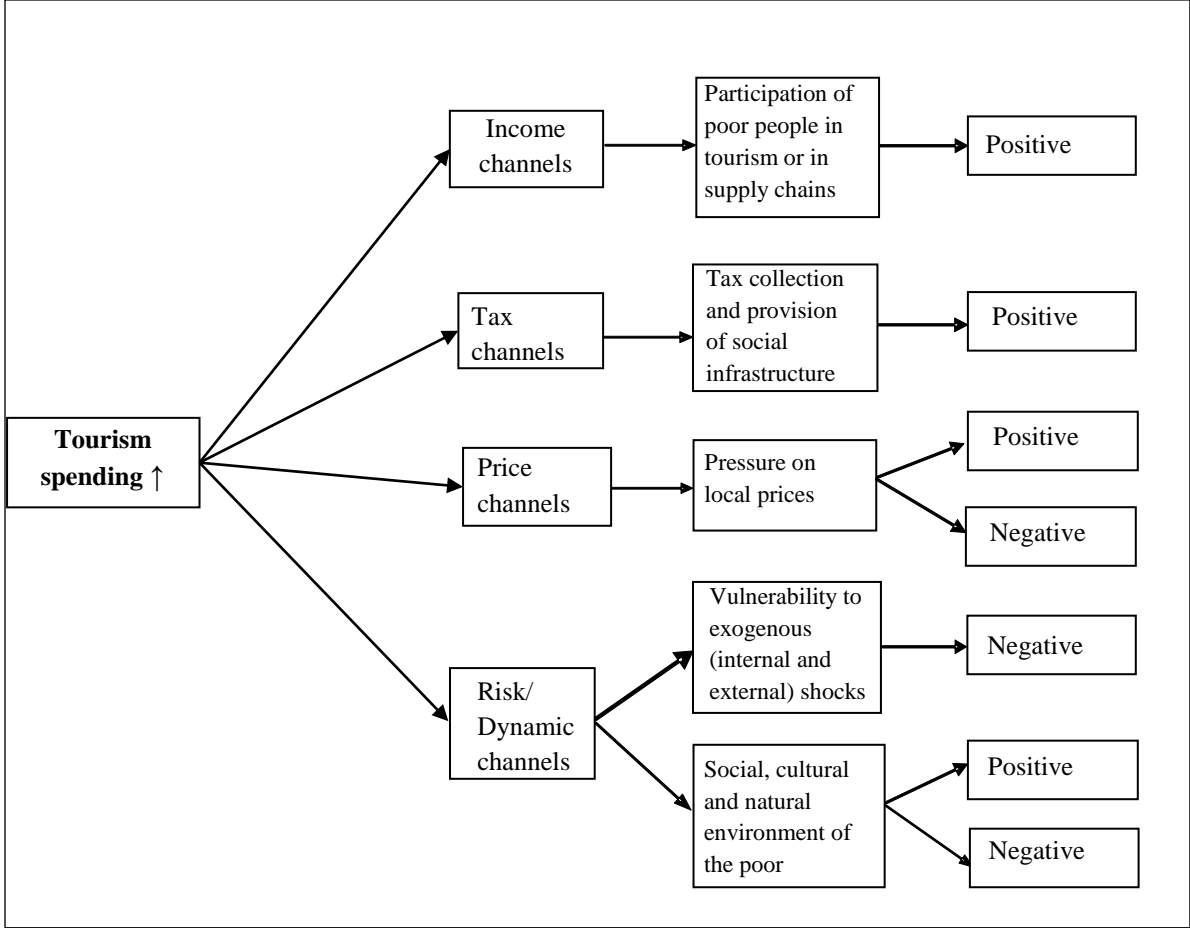 Income
channels
Participation of
poor people in
tourism or in
supply chains
Positive
Tax
channels
Tax collection
and provision
of social
infrastructure
Positive
Tourism
spending ↑
Price
channels
Pressure on
local prices
Positive
Negative
Risk/
Dynamic
channels
Vulnerability to
exogenous
(internal and
external) shocks
Negative
Social, cultural
and natural
environment of
the poor
Positive
Negative